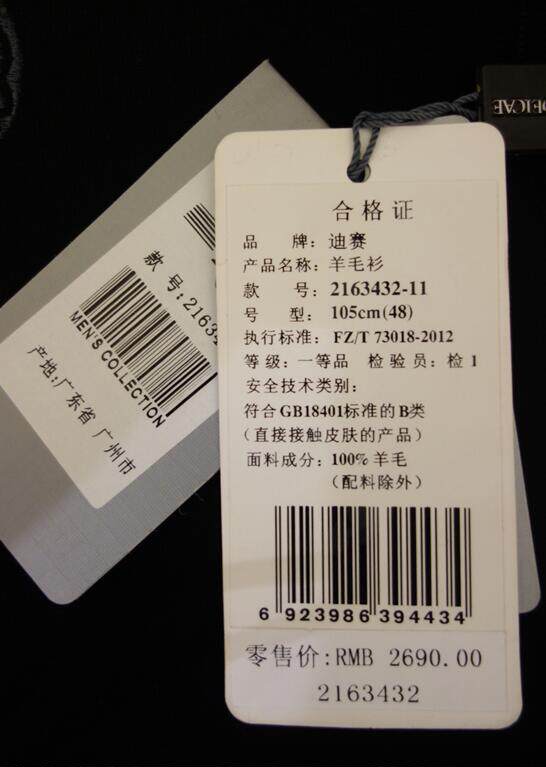 合格证
品　　牌：迪赛
产品名称：羊毛衫
款　　号：2163432-11
号　　型：105cm(48)
执行标准：FZ/T 73018-2012
等级：一等品 检验员：检 1
安全技术类别：
符合GB18401标准的B类
（直接接触皮肤的产品）
面料成分：100% 羊毛
（配料除外）
6 923986 394434
零售价:RMB 2690.00
2163432
款 号:2163
MEN'S COLLECTION
产地:广东省 广州市